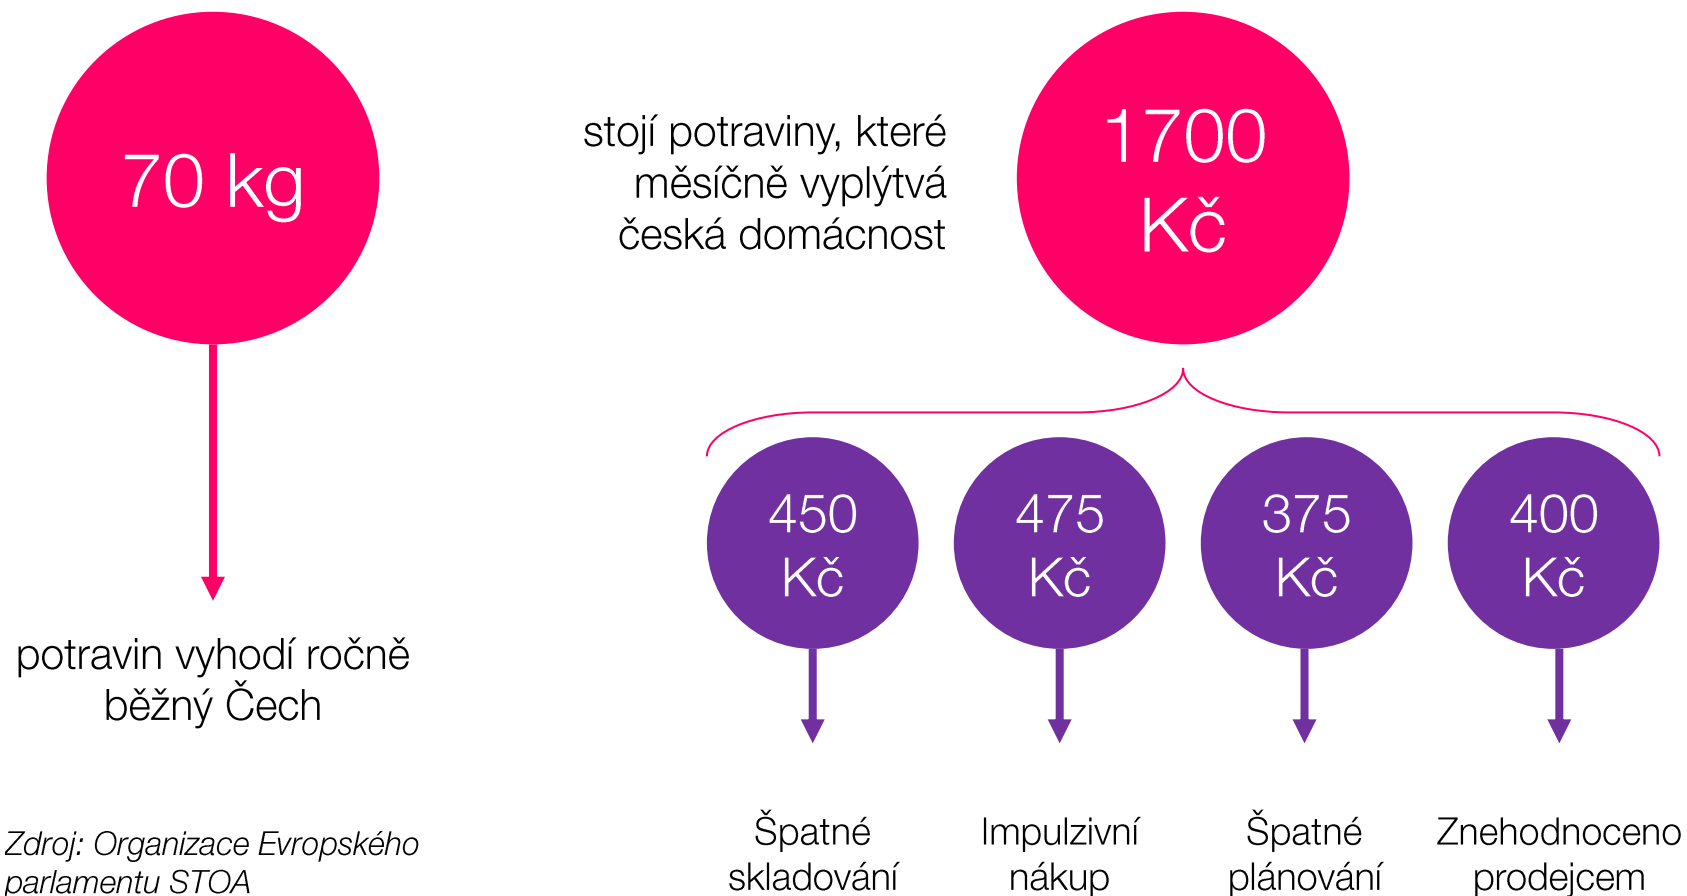 70 kg
potravin vyhodí ročně
běžný Čech
stojí potraviny, které
měsíčně vyplýtvá
česká domácnost
1700
Kč
450
Kč
475
Kč
375
Kč
400
Kč
Špatné
skladování
Impulzivní
nákup
Špatné
plánování
Znehodnoceno
prodejcem
Zdroj: Organizace Evropského
parlamentu STOA